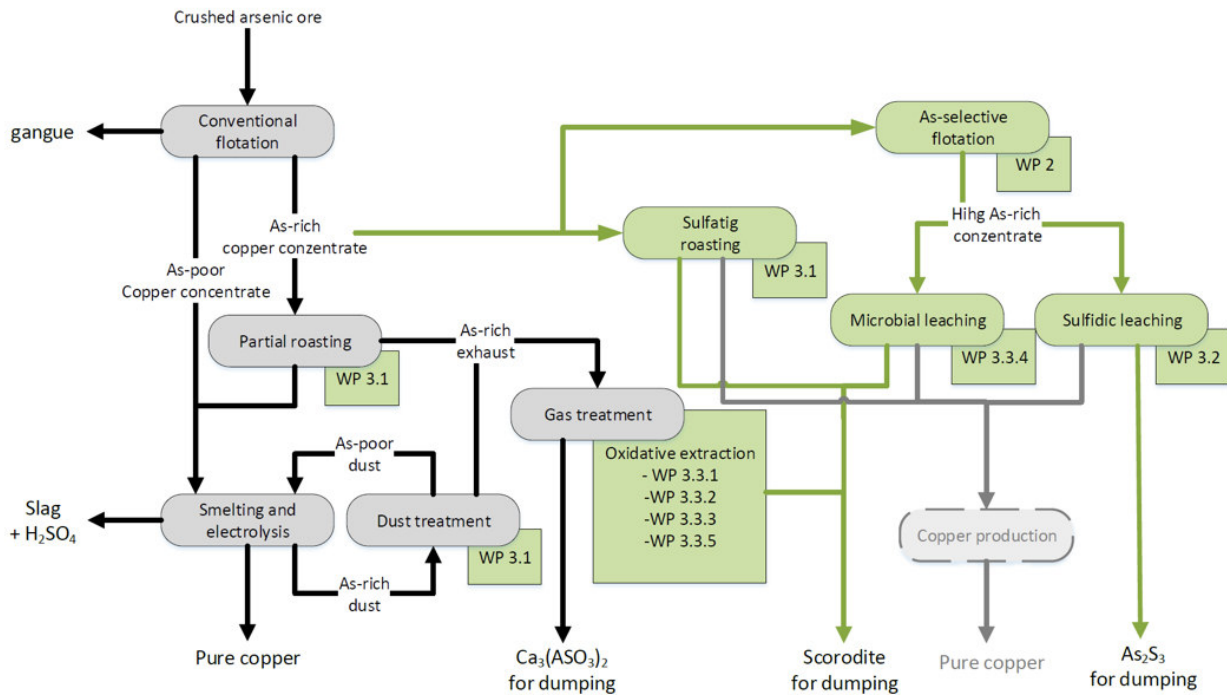 Crushed arsenic ore
gangue
Conventional
flotation
As-selective
flotation
WP 2
As-rich
copper conzentrate
Sulfatig
roasting
WP 3.1
Hihg As-rich
conzentrate
As-poor
Copper concentrate
Partial roasting
WP 3.1
As-rich
exhaust
Microbial leaching
WP 3.3.4
Sulfidic leaching
WP 3.2
Gas treatment
Oxidative extraction
- WP 3.3.1
-WP 3.3.2
-WP 3.3.3
-WP 3.3.5
As-poor
dust
Slag
+ H₂SO₄
Smelting and
electrolysis
Dust treatment
WP 3.1
As-rich
dust
Copper production
Pure copper
Ca₃(ASO₃)₂
for dumping
Scorodite
for dumping
Pure copper
As₂S₃
for dumping